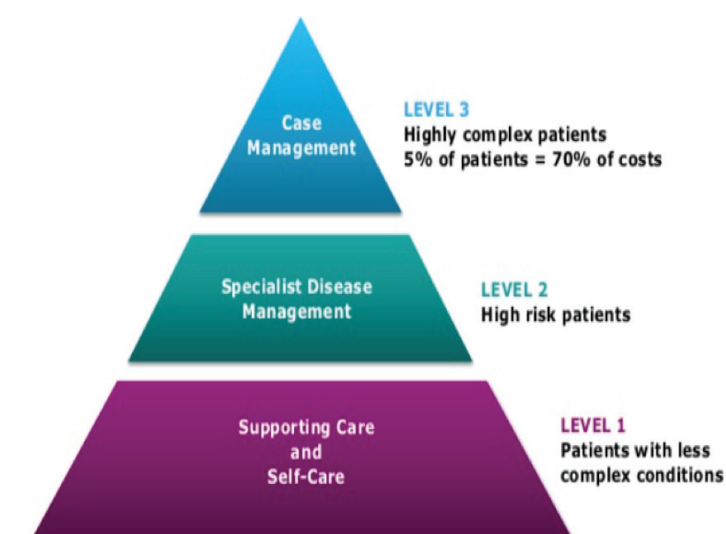 Case
Management
LEVEL 3
Highly complex patients
5% of patients = 70% of costs
Specialist Disease
Management
LEVEL 2
High risk patients
Supporting Care
and
Self-Care
LEVEL 1
Patients with less
complex conditions